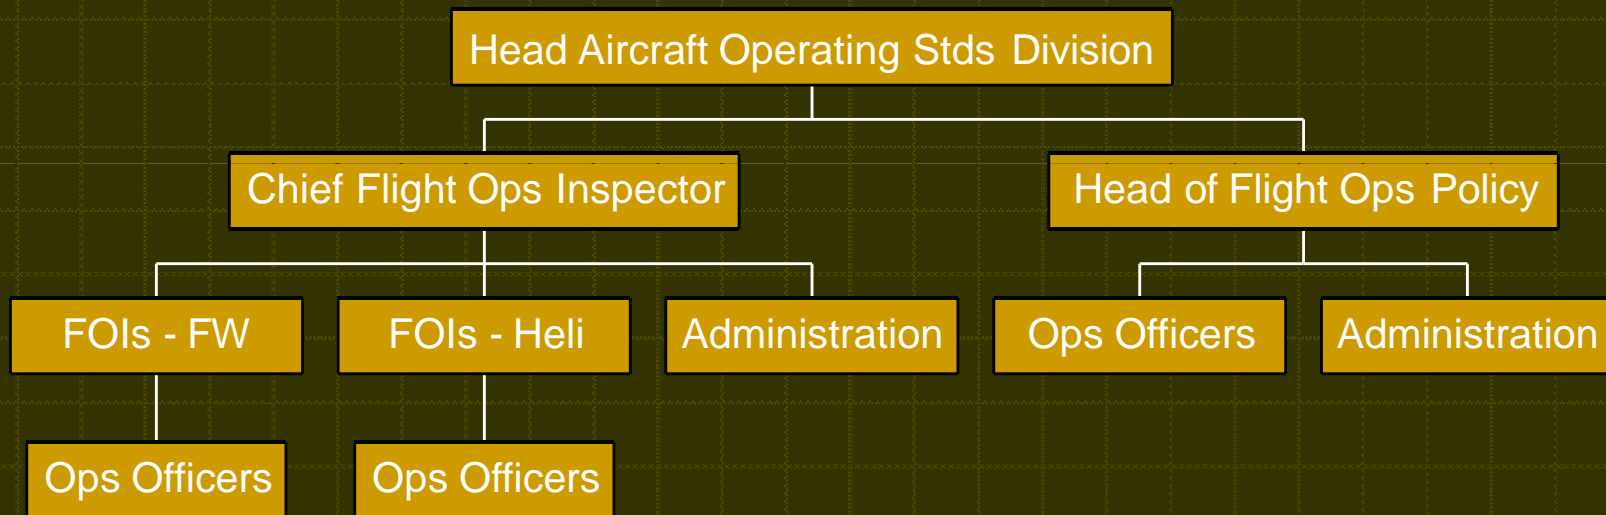 Head Aircraft Operating Stds Division
Chief Flight Ops Inspector
Head of Flight Ops Policy
FOIs - FW
FOIs - Heli
Administration
Ops Officers
Administration
Ops Officers
Ops Officers